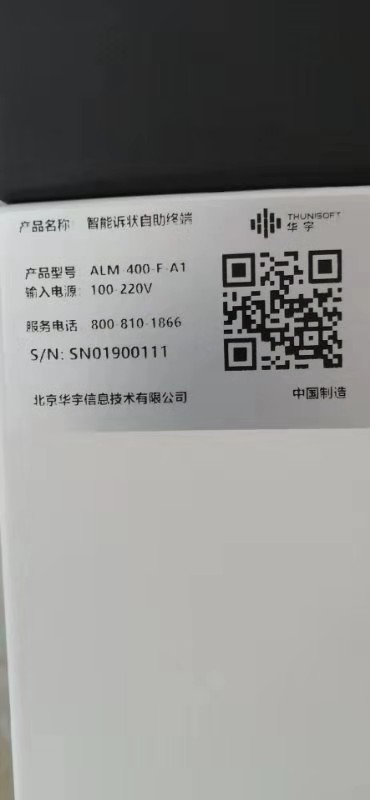 产品名称: 智能诉状自助终端
THUNISOFT
华宇
产品型号 ALM-400-F-A1
输入电源: 100-220V
服务电话 800-810-1866
S/N: SN01900111
北京华宇信息技术有限公司
中国制造